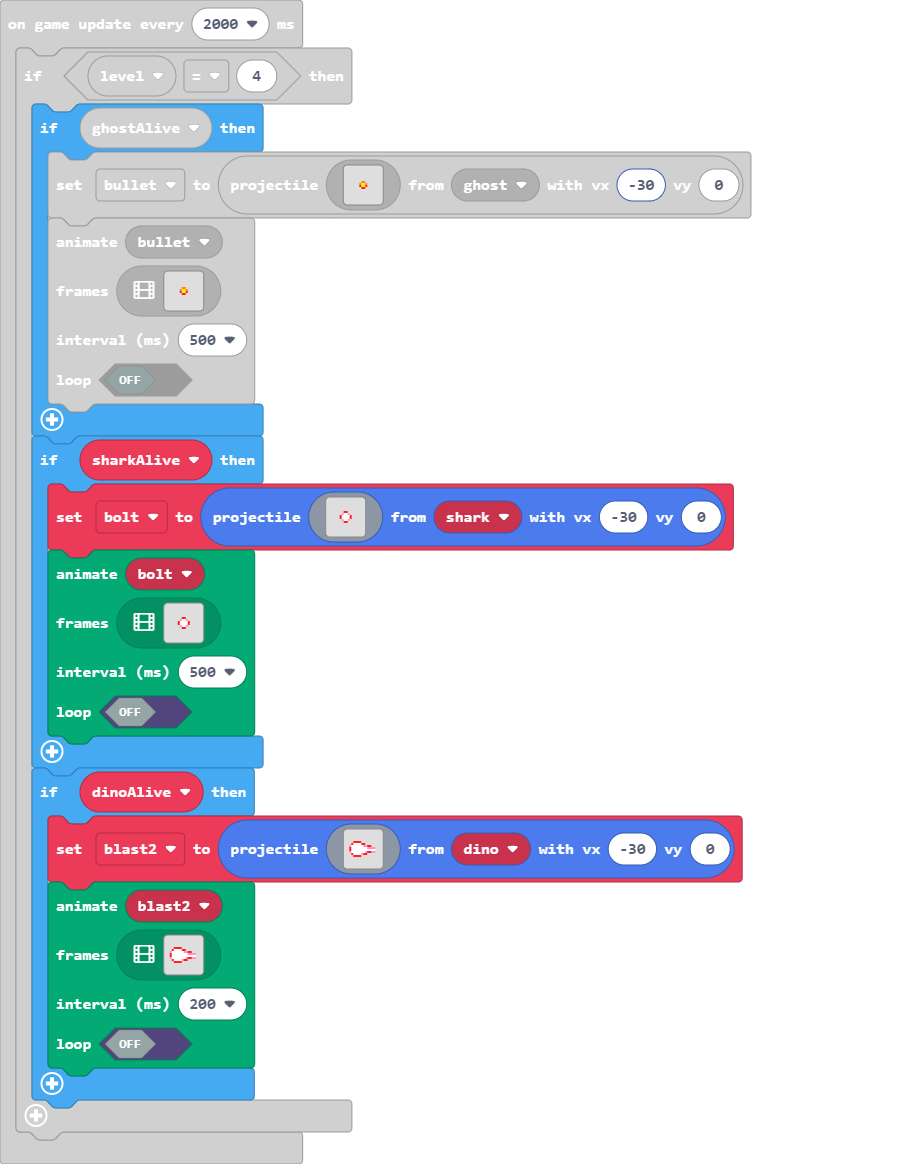 on game update every 2000 ms
if level = 4 then
if ghostAlive then
set bullet to projectile from ghost with vx -30 vy 0
animate bullet
frames
interval (ms) 500
loop OFF
if sharkAlive then
set bolt to projectile from shark with vx -30 vy 0
animate bolt
frames
interval (ms) 500
loop OFF
if dinoAlive then
set blast2 to projectile from dino with vx -30 vy 0
animate blast2
frames
interval (ms) 200
loop OFF